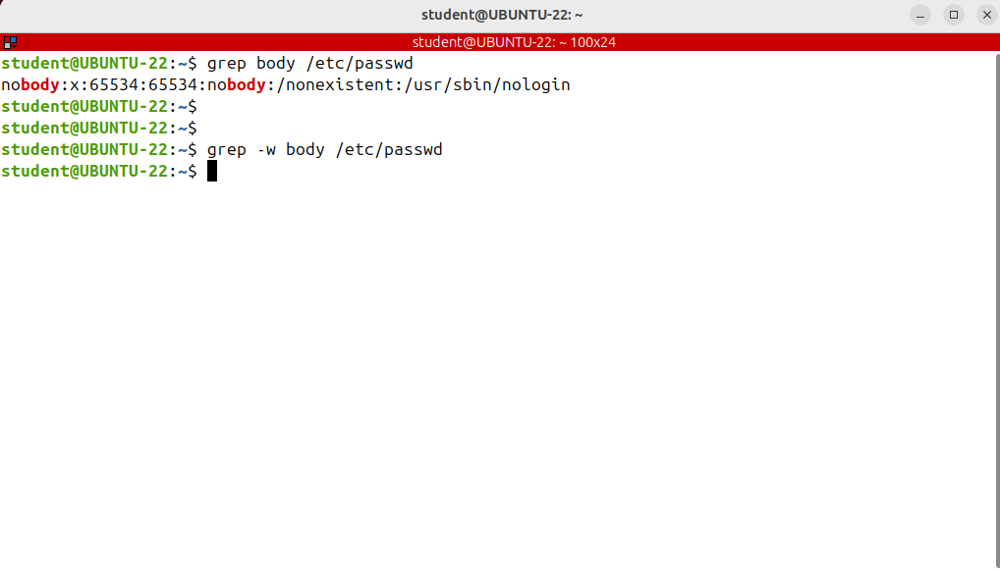 student@UBUNTU-22: ~
student@UBUNTU-22: ~ 100x24
student@UBUNTU-22:~$ grep body /etc/passwd
nobody:x:65534:65534:nobody:/nonexistent:/usr/sbin/nologin
student@UBUNTU-22:~$
student@UBUNTU-22:~$
student@UBUNTU-22:~$ grep -w body /etc/passwd
student@UBUNTU-22:~$